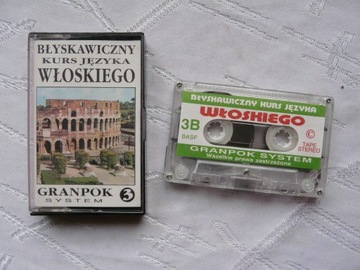 BŁYSKAWICZNY
KURS JĘZYKA
WŁOSKIEGO
GRANPOK
SYSTEM 3
BŁYSKAWICZNY KURS JĘZYKA
WŁOSKIEGO
3B
BASF
C
TAPE
STEREO
GRANPOK SYSTEM
Wszelkie prawa zastrzeżone